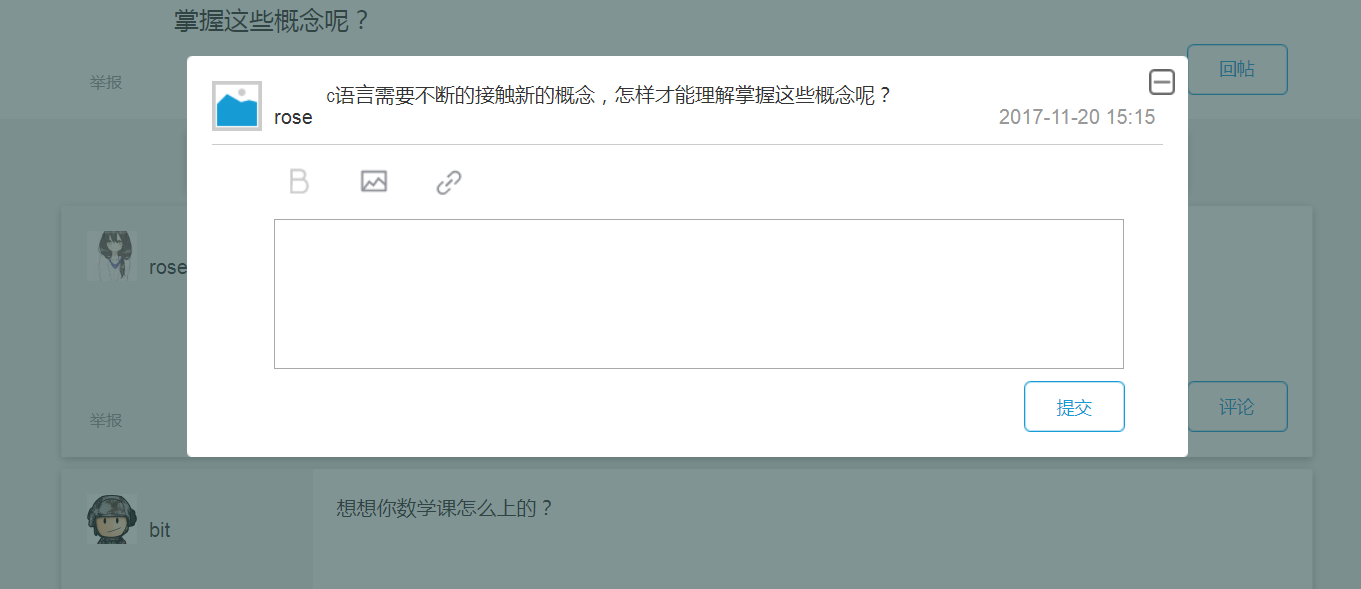 掌握这些概念呢？
举报
回帖
c语言需要不断的接触新的概念，怎样才能理解掌握这些概念呢？
rose
2017-11-20 15:15
B
rose
提交
举报
评论
想想你数学课怎么上的？
bit